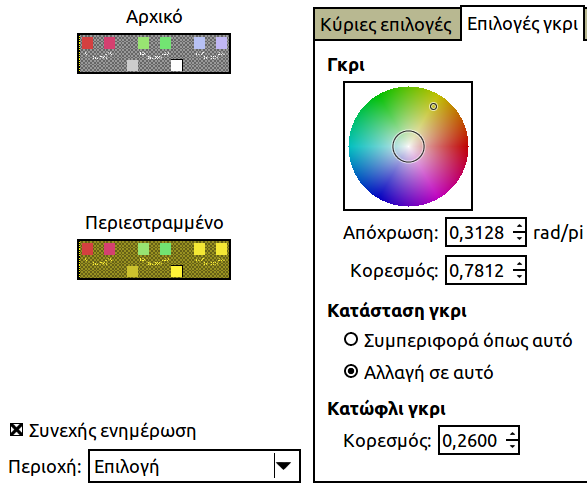 Αρχικό
Περιεστραμμένο
Συνεχής ενημέρωση
Περιοχή: Επιλογή
Κύριες επιλογές Επιλογές γκρι
Γκρι
Απόχρωση: 0,3128 rad/pi
Κορεσμός: 0,7812
Κατάσταση γκρι
Συμπεριφορά όπως αυτό
Αλλαγή σε αυτό
Κατώφλι γκρι
Κορεσμός: 0,2600